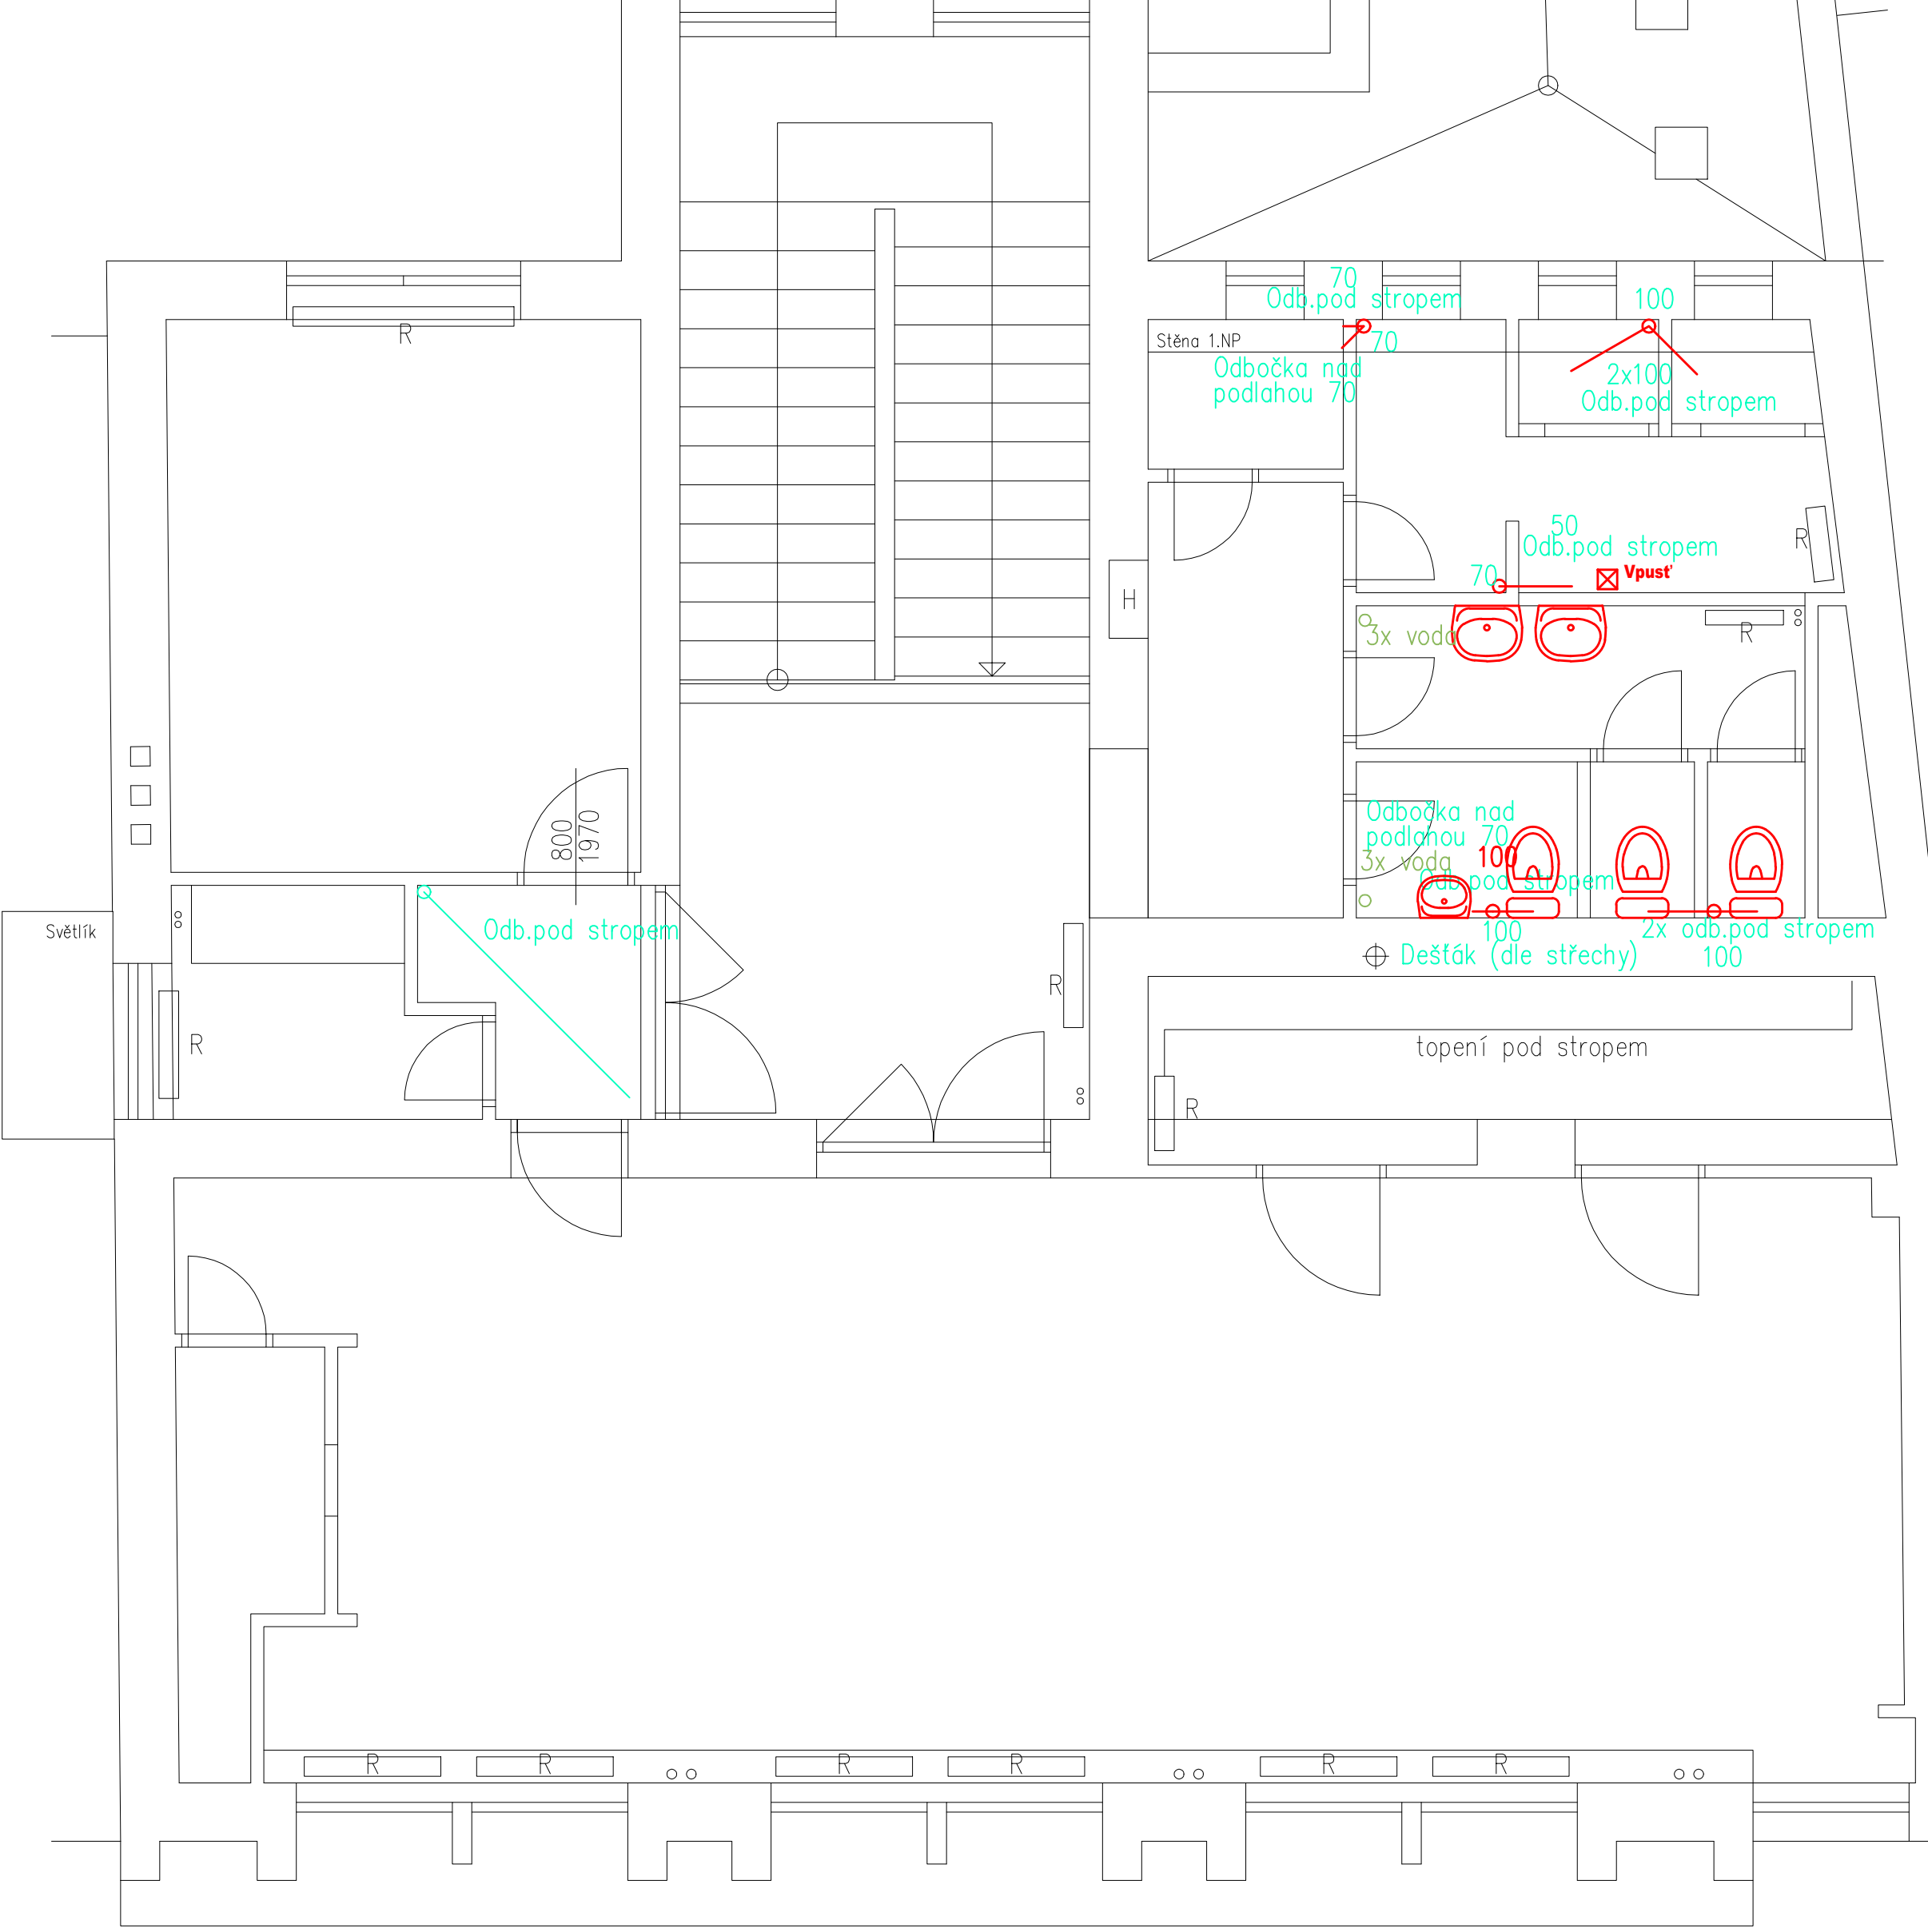 70
Odb.pod stropem
100
70
Stěna 1.NP
Odbočka nad
podlahou 70
2x100
Odb.pod stropem
R
50
Odb.pod stropem
R
70
Vpusť
H
3x voda
R
800
1970
Odbočka nad
podlahou 70
100
3x voda
Odb pod stropem
Světlík
Odb.pod stropem
100
2x odb.pod stropem
100
Dešťák (dle střechy)
R
R
topení pod stropem
R
R
R
R
R
R
R